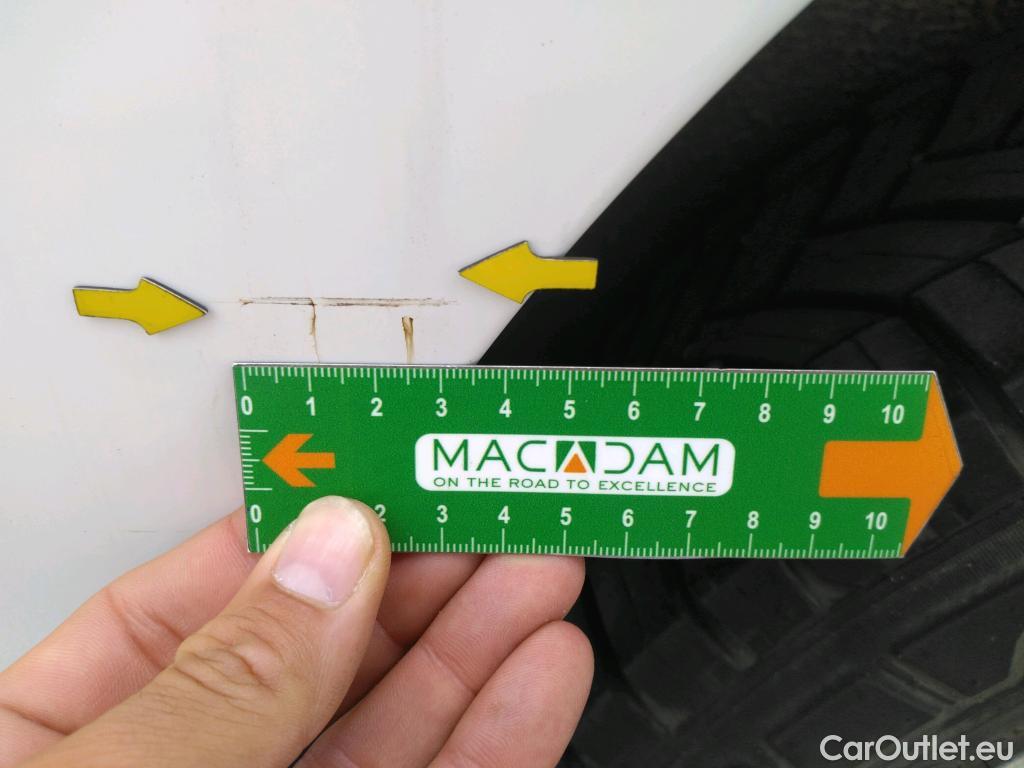 0 1 2 3 4 5 6 7 8 9 10
MACADAM
ON THE ROAD TO EXCELLENCE
0 2 3 4 5 6 7 8 9 10
CarOutlet.eu